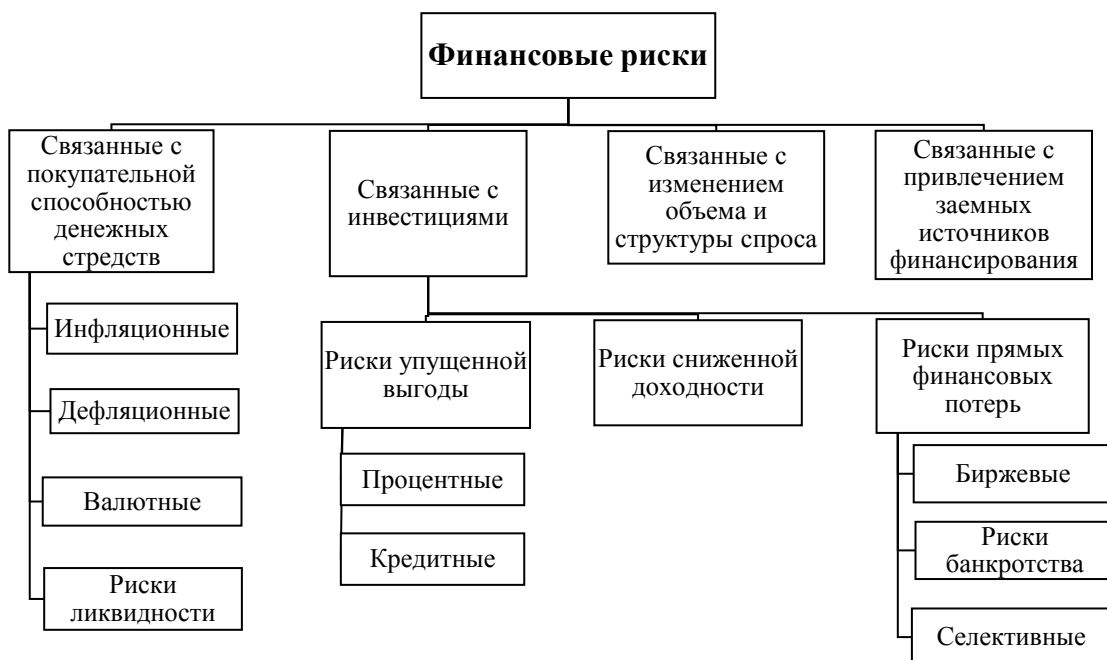 Финансовые риски
Связанные с
покупательной
способностью
денежных
стредств
Связанные с
инвестициями
Связанные с
изменением
объема и
структуры спроса
Связанные с
привлечением
заемных
источников
финансирования
Инфляционные
Дефляционные
Валютные
Риски
ликвидности
Риски упущенной
выгоды
Процентные
Кредитные
Риски сниженной
доходности
Риски прямых
финансовых
потерь
Биржевые
Риски
банкротства
Селективные